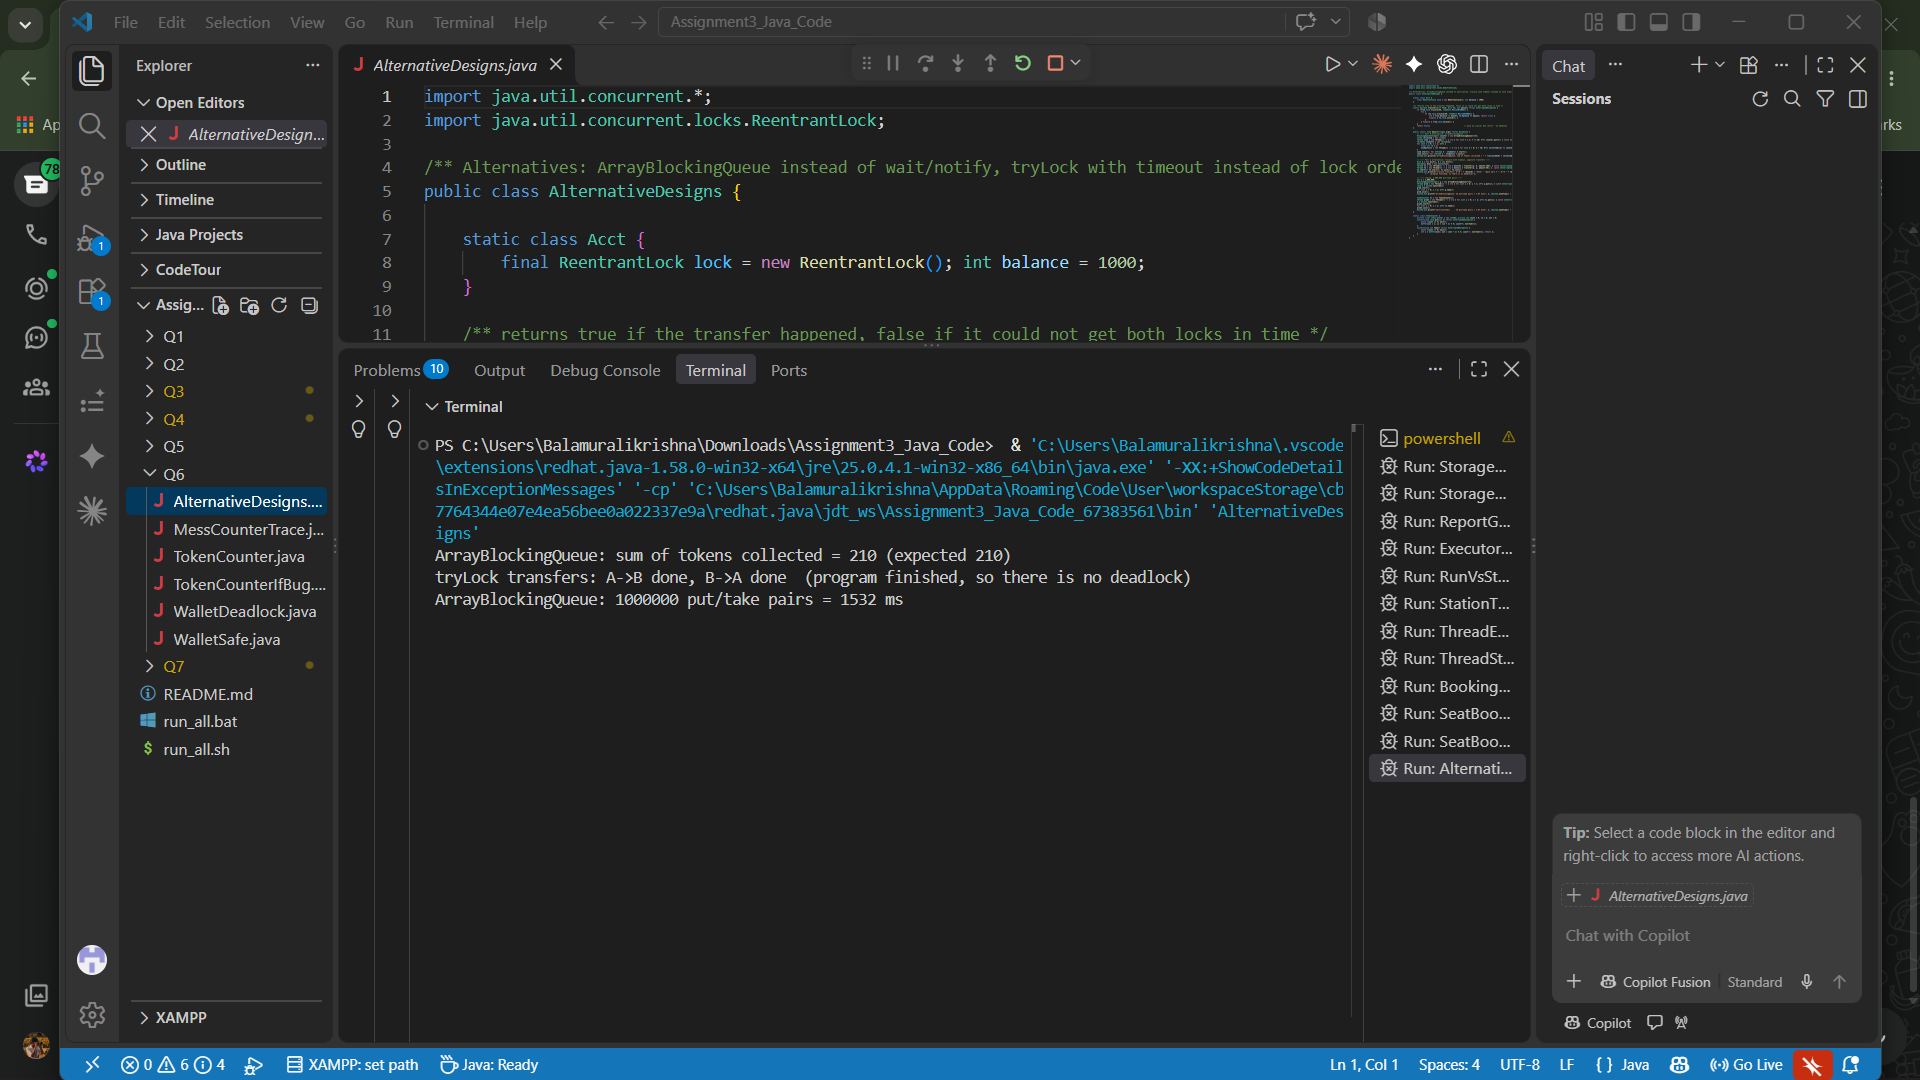 File Edit Selection View Go Run Terminal Help
Assignment3_Java_Code
78
Explorer
Open Editors
AlternativeDesign...
Outline
Timeline
Java Projects
CodeTour
Assig...
Q1
Q2
Q3
Q4
Q5
Q6
AlternativeDesigns....
MessCounterTrace.j...
TokenCounter.java
TokenCounterIfBug....
WalletDeadlock.java
WalletSafe.java
Q7
README.md
run_all.bat
run_all.sh
XAMPP
1
1
AlternativeDesigns.java
1 import java.util.concurrent.*;
2 import java.util.concurrent.locks.ReentrantLock;
3
4 /** Alternatives: ArrayBlockingQueue instead of wait/notify, tryLock with timeout instead of lock orde
5 public class AlternativeDesigns {
6
7 static class Acct {
8 final ReentrantLock lock = new ReentrantLock(); int balance = 1000;
9 }
10
11 /** returns true if the transfer happened, false if it could not get both locks in time */
Problems 10 Output Debug Console Terminal Ports
Terminal
PS C:\Users\Balamuralikrishna\Downloads\Assignment3_Java_Code> & 'C:\Users\Balamuralikrishna\.vscode
\extensions\redhat.java-1.58.0-win32-x64\jre\25.0.4.1-win32-x86_64\bin\java.exe' '-XX:+ShowCodeDetail
sInExceptionMessages' '-cp' 'C:\Users\Balamuralikrishna\AppData\Roaming\Code\User\workspaceStorage\cb
7764344e07e4ea56bee0a022337e9a\redhat.java\jdt_ws\Assignment3_Java_Code_67383561\bin' 'AlternativeDes
igns'
ArrayBlockingQueue: sum of tokens collected = 210 (expected 210)
tryLock transfers: A->B done, B->A done (program finished, so there is no deadlock)
ArrayBlockingQueue: 1000000 put/take pairs = 1532 ms
powershell
Run: Storage...
Run: Storage...
Run: ReportG...
Run: Executor...
Run: RunVsSt...
Run: StationT...
Run: ThreadE...
Run: ThreadSt...
Run: Booking...
Run: SeatBoo...
Run: SeatBoo...
Run: Alternati...
Chat
Sessions
Tip: Select a code block in the editor and
right-click to access more AI actions.
AlternativeDesigns.java
Chat with Copilot
Copilot Fusion Standard
Copilot
0 6 4 XAMPP: set path Java: Ready
Ln 1, Col 1 Spaces: 4 UTF-8 LF { } Java Go Live